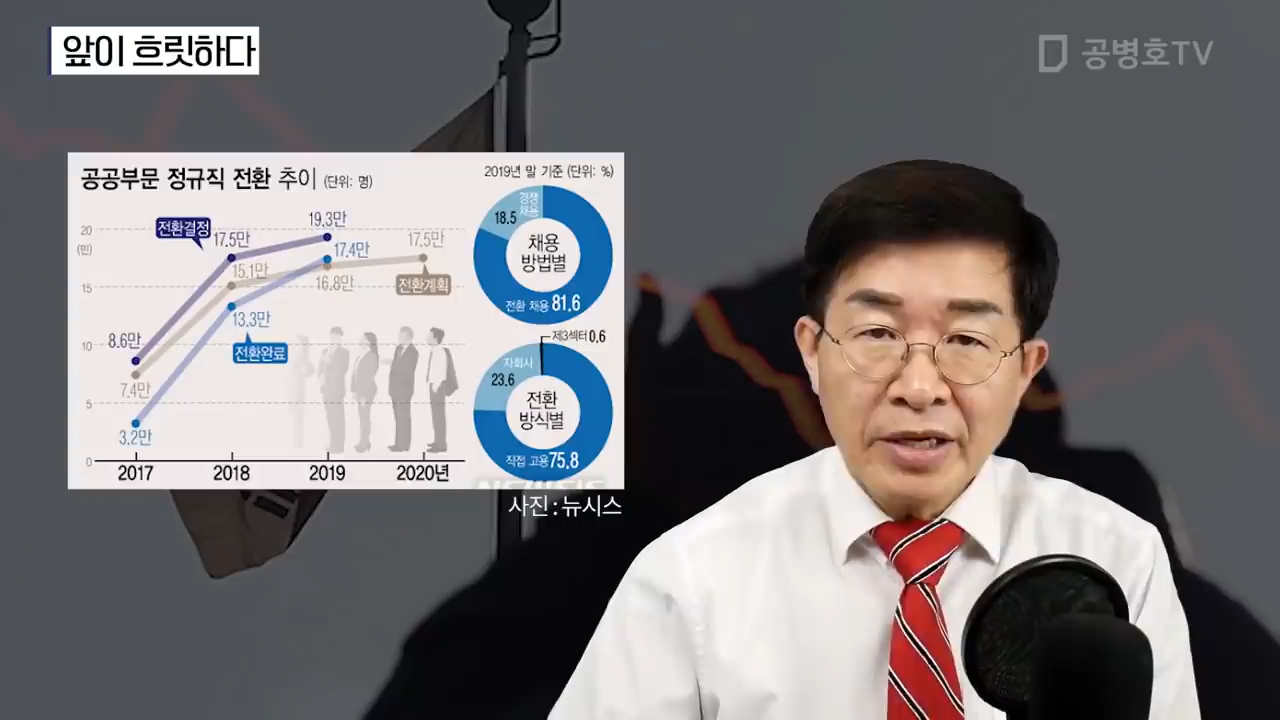 앞이 흐릿하다
공병호TV
공공부문 정규직 전환 추이 (단위: 명)
2019년 말 기준 (단위: %)
20
(만)
15
10
5
0
전환결정
8.6만
17.5만
19.3만
7.4만
15.1만
16.8만
17.5만
전환계획
3.2만
13.3만
17.4만
전환완료
2017
2018
2019
2020년
경쟁
채용
18.5
채용
방법별
전환 채용 81.6
제3섹터 0.6
자회사
23.6
전환
방식별
직접 고용 75.8
NEWSIS
사진 : 뉴시스